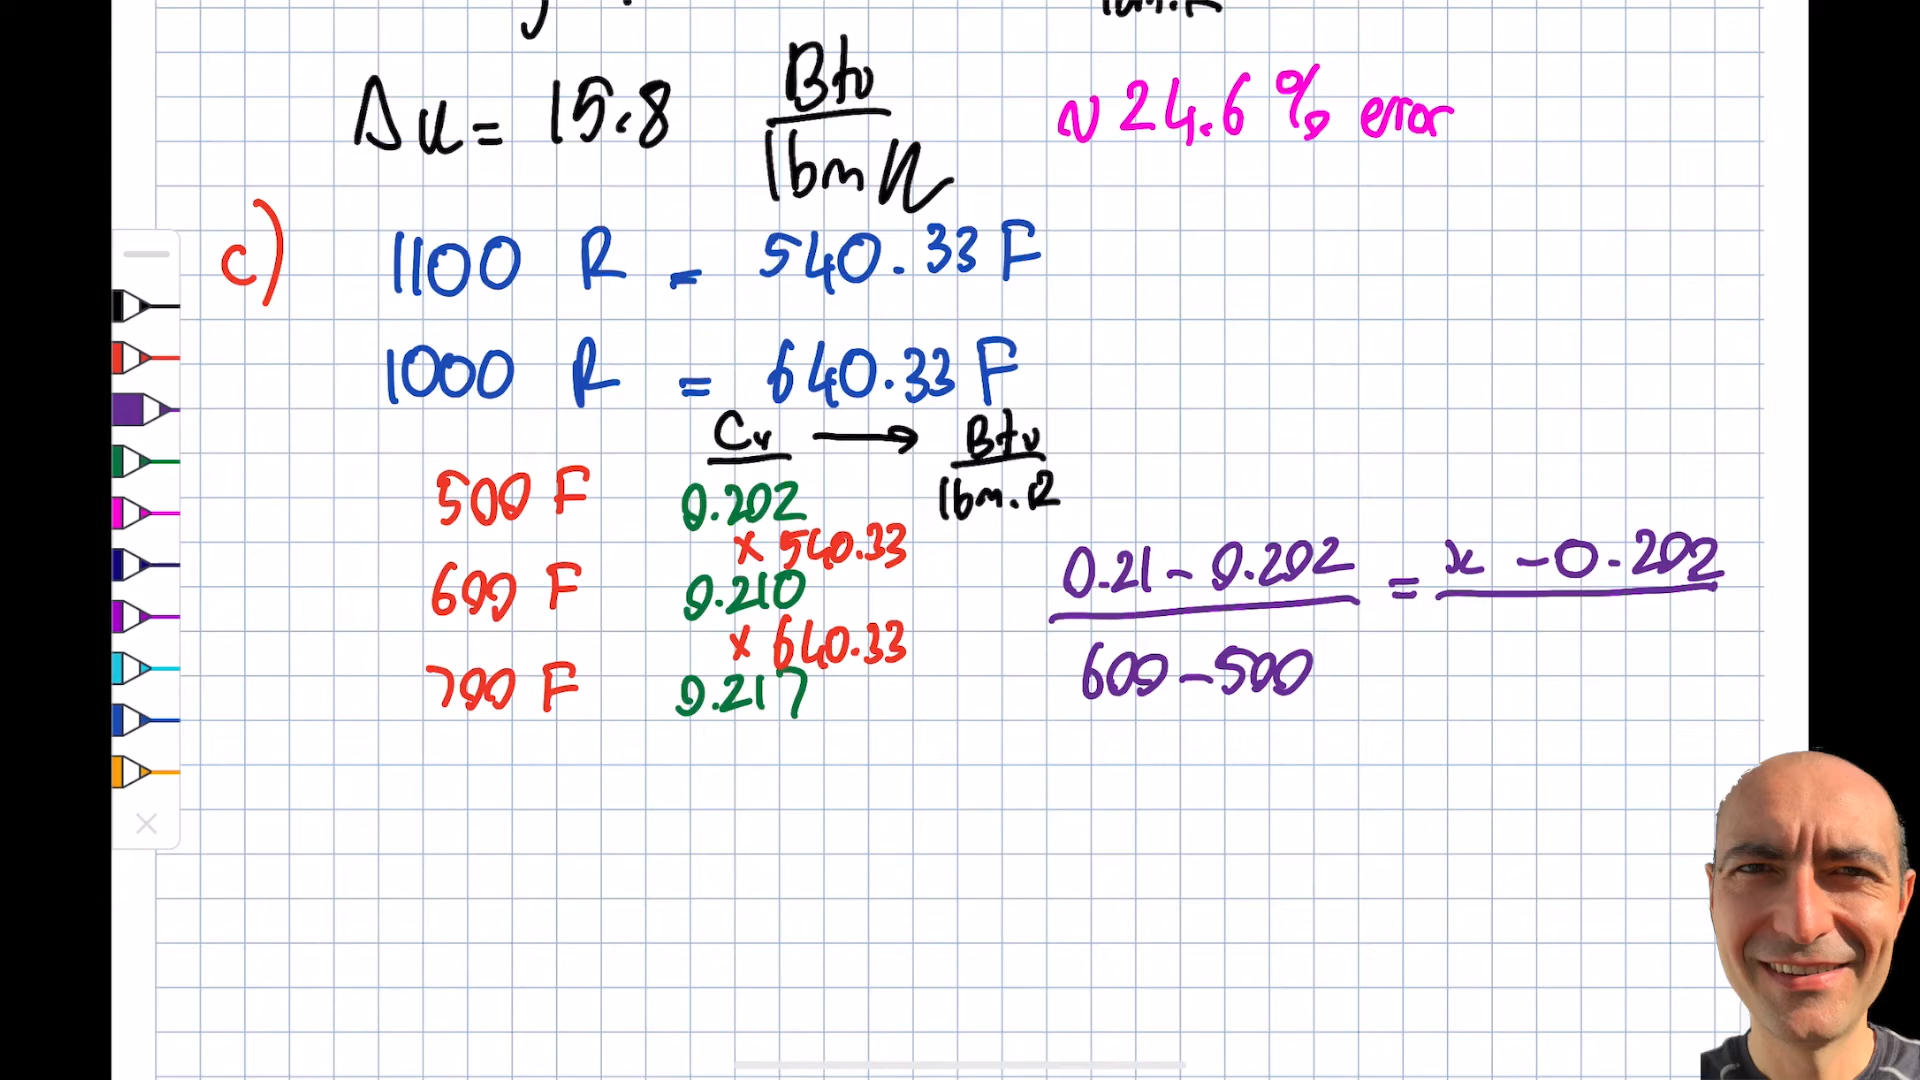 Δu = 15.8 Btu/lbm R ~ 24.6 % error
c) 1100 R = 540.33 F
1000 R = 640.33 F
Cv → Btu/lbm.R
500 F 0.202
x 540.33
600 F 0.210
x 640.33
700 F 0.217
0.21 - 0.202 / 600 - 500 = x - 0.202